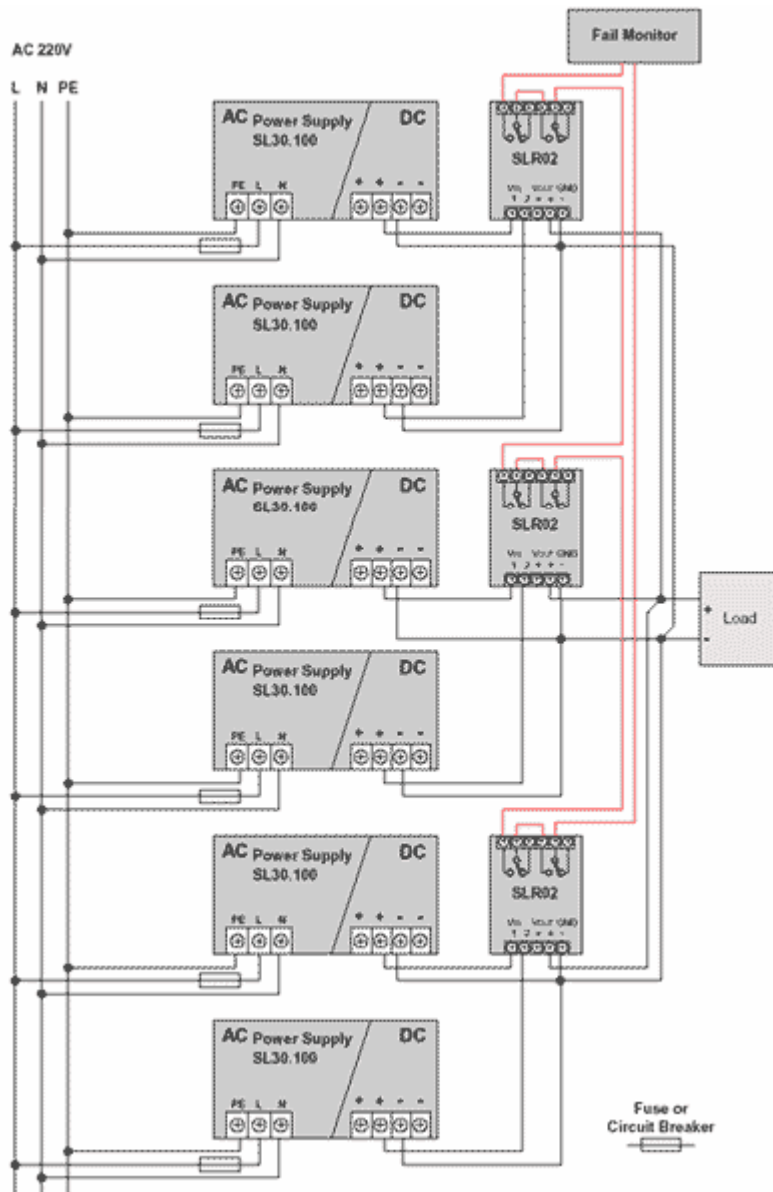 Fail Monitor
AC 220V
L N PE
AC Power Supply DC
SL30.100
PE L N + + - -
SLR02
Vin Vout GND
1 2 + + -
AC Power Supply DC
SL30.100
PE L N + + - -
AC Power Supply DC
SL30.100
PE L N + + - -
SLR02
Vin Vout GND
1 2 + + -
+
- Load
AC Power Supply DC
SL30.100
PE L N + + - -
AC Power Supply DC
SL30.100
PE L N + + - -
SLR02
Vin Vout GND
1 2 + + -
AC Power Supply DC
SL30.100
PE L N + + - -
Fuse or
Circuit Breaker